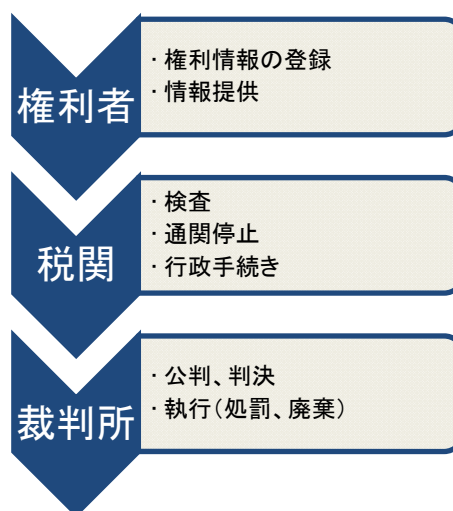 権利者
・権利情報の登録
・情報提供
税関
・検査
・通関停止
・行政手続き
裁判所
・公判、判決
・執行(処罰、廃棄)